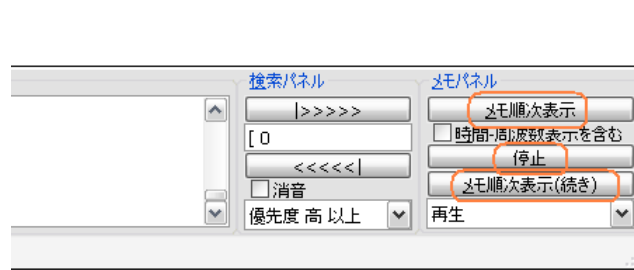 検索パネル
|>>>>>
[ 0
<<<<<|
消音
優先度 高 以上
メモパネル
メモ順次表示
時間-周波数表示を含む
停止
メモ順次表示(続き)
再生